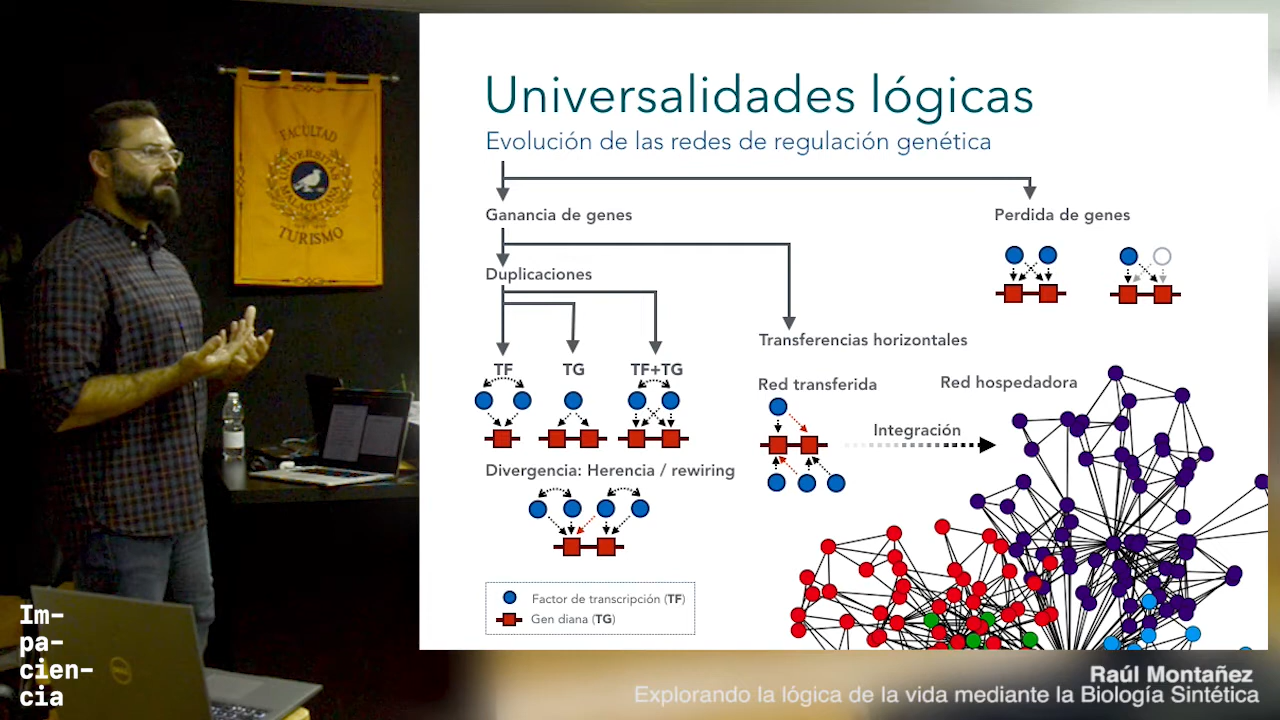 FACULTAD
UNIVERSITAS
MALACITANA
TURISMO
Universalidades lógicas
Evolución de las redes de regulación genética
Ganancia de genes
Perdida de genes
Duplicaciones
Transferencias horizontales
TF
TG
TF+TG
Red transferida
Red hospedadora
Integración
Divergencia: Herencia / rewiring
Factor de transcripción (TF)
Gen diana (TG)
Im-
pa-
cien-
cia
Raúl Montañez
Explorando la lógica de la vida mediante la Biología Sintética